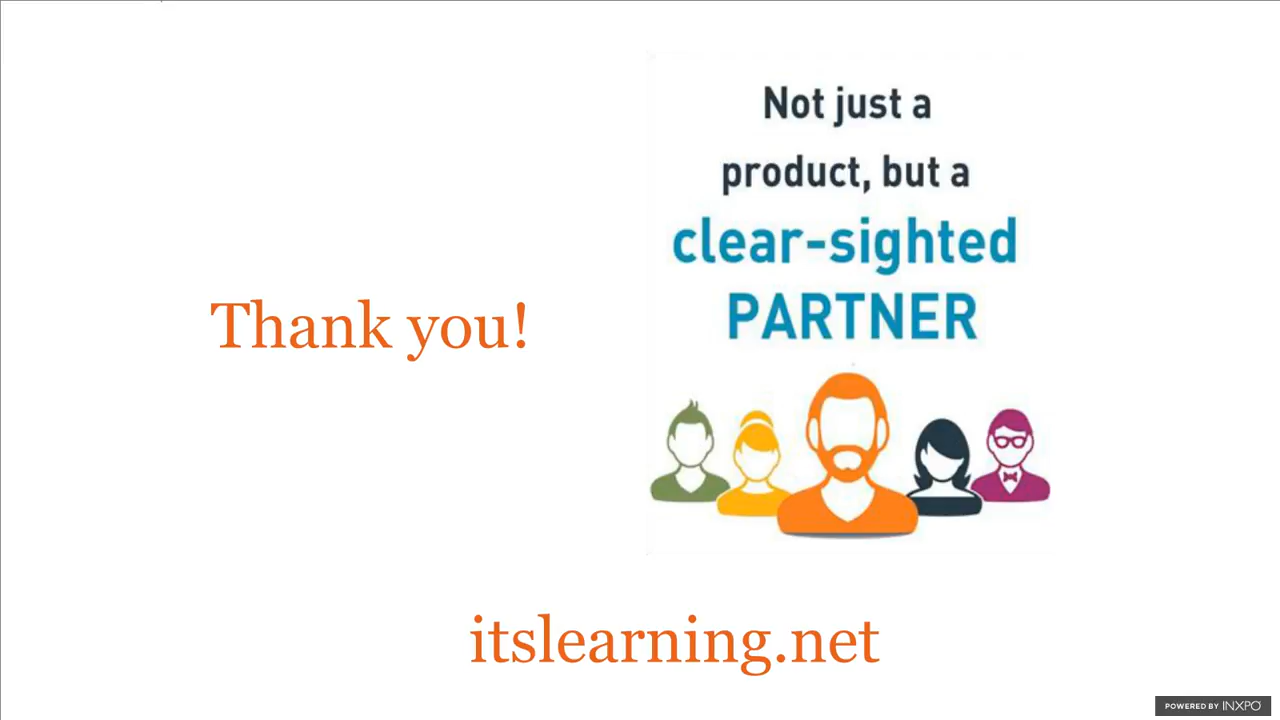 Not just a
product, but a
clear-sighted
PARTNER
Thank you!
itslearning.net
POWERED BY INXPO